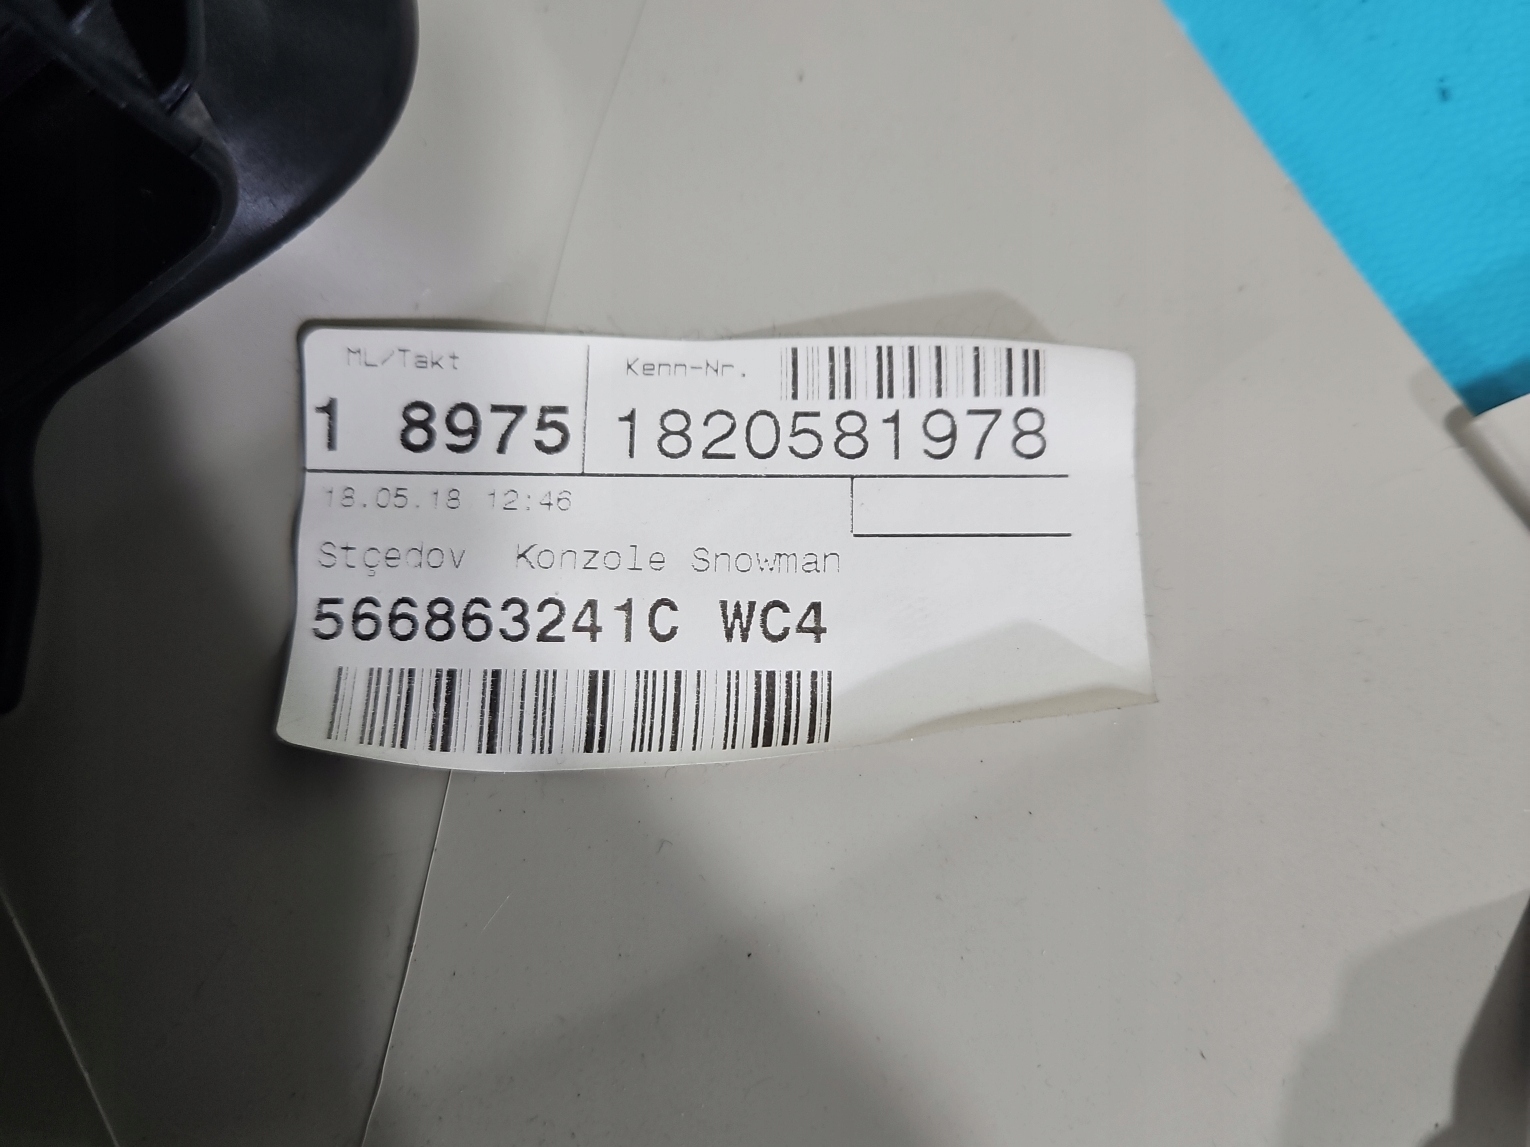 ML/Takt
Kenn-Nr.
1 8975
1820581978
18.05.18 12:46
Stçedov Konzole Snowman
566863241C WC4